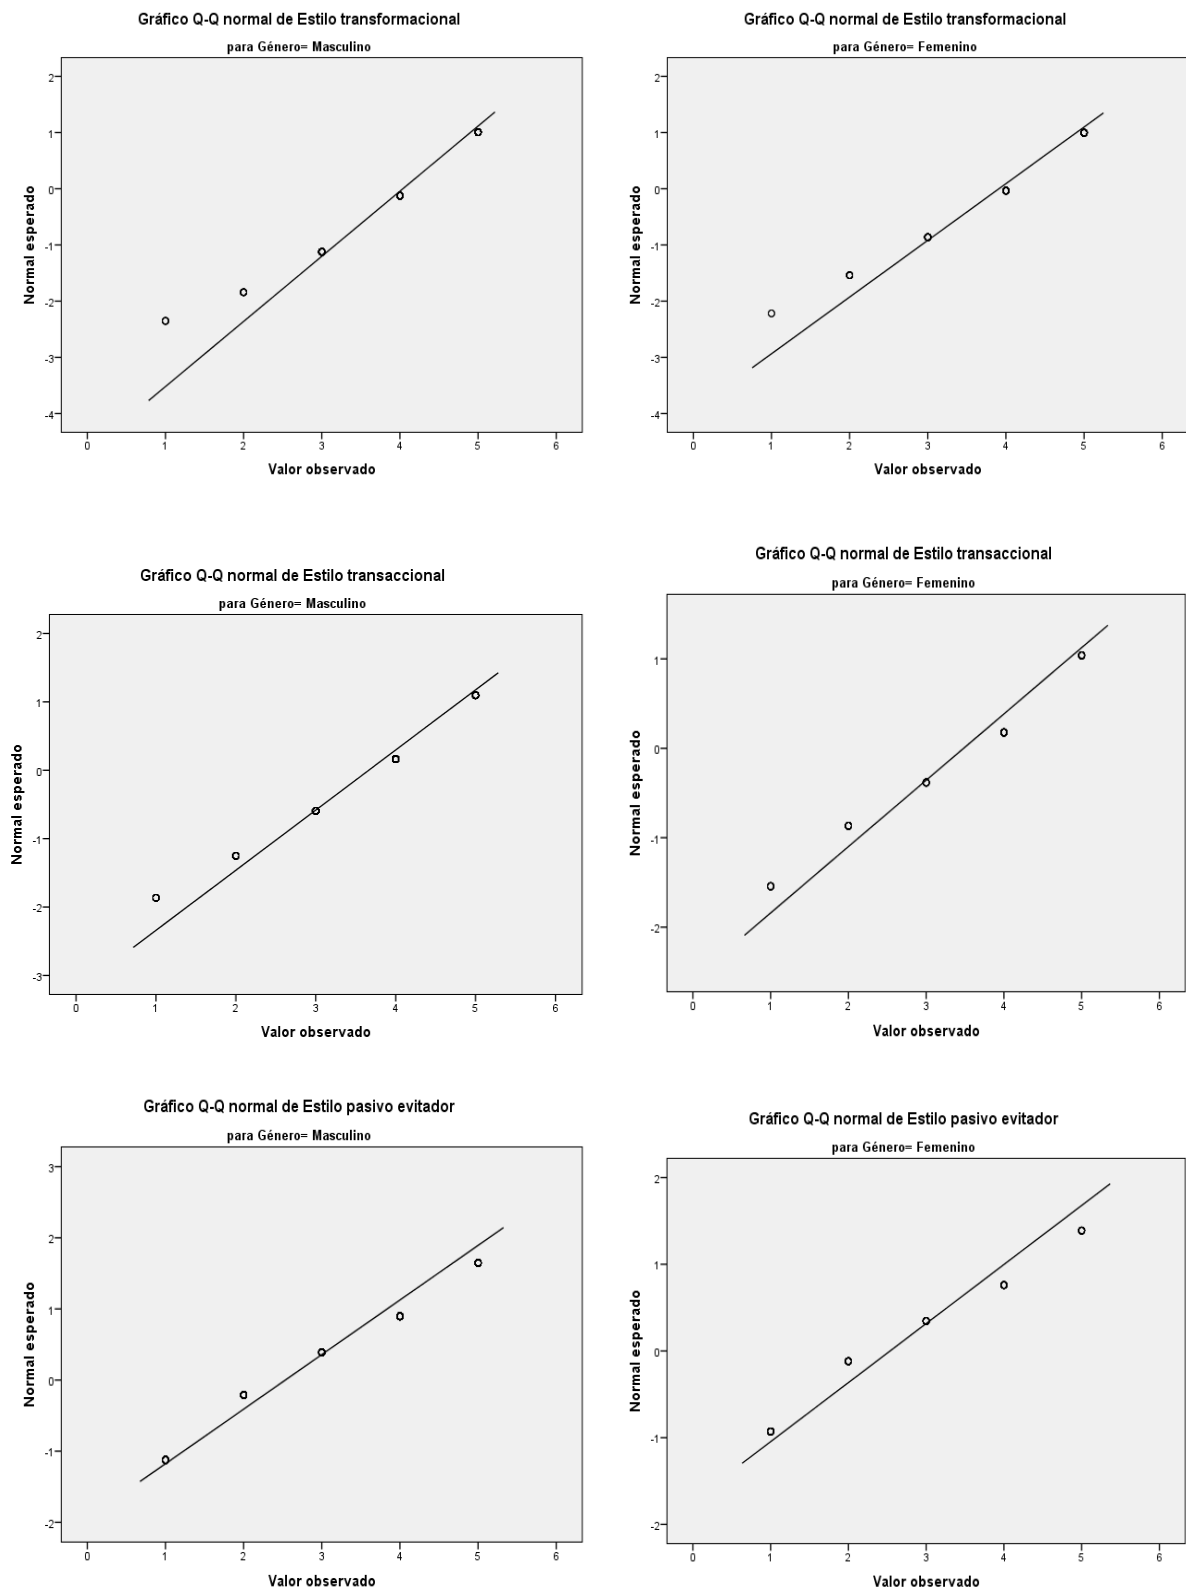 Gráfico Q-Q normal de Estilo transformacional
para Género= Masculino
Normal esperado
2
1
0
-1
-2
-3
-4
0 1 2 3 4 5 6
Valor observado
Gráfico Q-Q normal de Estilo transformacional
para Género= Femenino
Normal esperado
2
1
0
-1
-2
-3
-4
0 1 2 3 4 5 6
Valor observado
Gráfico Q-Q normal de Estilo transaccional
para Género= Masculino
Normal esperado
2
1
0
-1
-2
-3
0 1 2 3 4 5 6
Valor observado
Gráfico Q-Q normal de Estilo transaccional
para Género= Femenino
Normal esperado
1
0
-1
-2
0 1 2 3 4 5 6
Valor observado
Gráfico Q-Q normal de Estilo pasivo evitador
para Género= Masculino
Normal esperado
3
2
1
0
-1
-2
0 1 2 3 4 5 6
Valor observado
Gráfico Q-Q normal de Estilo pasivo evitador
para Género= Femenino
Normal esperado
2
1
0
-1
-2
0 1 2 3 4 5 6
Valor observado